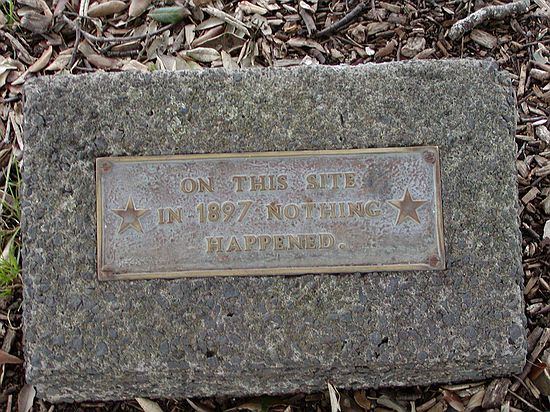 ON THIS SITE
IN 1897 NOTHING
HAPPENED.